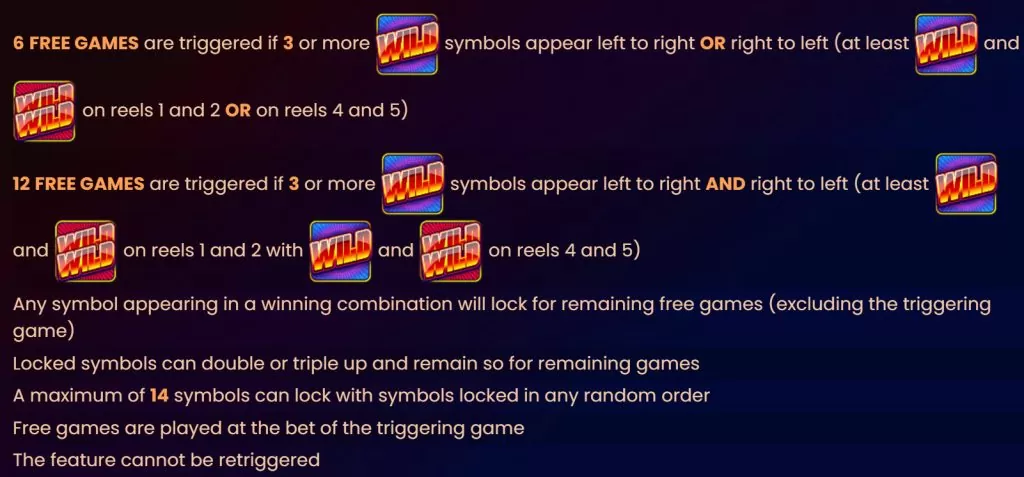 6 FREE GAMES are triggered if 3 or more WILD symbols appear left to right OR right to left (at least WILD and
WILD WILD on reels 1 and 2 OR on reels 4 and 5)
12 FREE GAMES are triggered if 3 or more WILD symbols appear left to right AND right to left (at least WILD
and WILD WILD on reels 1 and 2 with WILD and WILD WILD on reels 4 and 5)
Any symbol appearing in a winning combination will lock for remaining free games (excluding the triggering
game)
Locked symbols can double or triple up and remain so for remaining games
A maximum of 14 symbols can lock with symbols locked in any random order
Free games are played at the bet of the triggering game
The feature cannot be retriggered